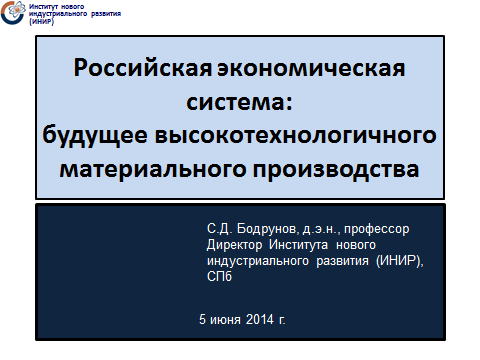 Институт нового
индустриального развития
(ИНИР)
Российская экономическая
система:
будущее высокотехнологичного
материального производства
С.Д. Бодрунов, д.э.н., профессор
Директор Института нового
индустриального развития (ИНИР),
СПб
5 июня 2014 г.